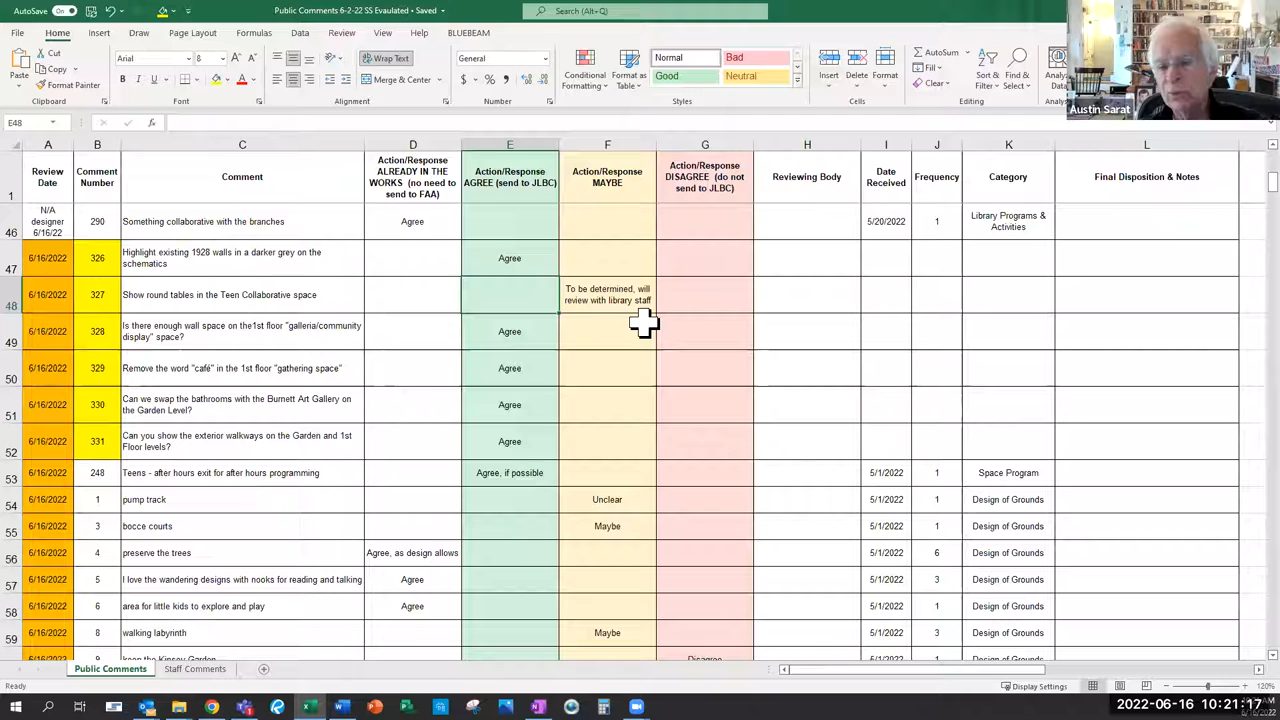 AutoSave On
Public Comments 6-2-22 SS Evaulated • Saved
Search (Alt+Q)
File Home Insert Draw Page Layout Formulas Data Review View Help BLUEBEAM
Paste
Cut
Copy
Format Painter
Clipboard
Arial 8
B I U
Font
Wrap Text
Merge & Center
Alignment
General
Number
Conditional Formatting
Format as Table
Normal Bad
Good Neutral
Styles
Insert Delete Format
Cells
AutoSum
Fill
Clear
Sort & Filter
Find & Select
Editing
Austin Sarat
E48
fx
A B C D E F G H I J K L
1 Review Date Comment Number Comment Action/Response ALREADY IN THE WORKS (no need to send to FAA) Action/Response AGREE (send to JLBC) Action/Response MAYBE Action/Response DISAGREE (do not send to JLBC) Reviewing Body Date Received Frequency Category Final Disposition & Notes
46 N/A designer 6/16/22 290 Something collaborative with the branches Agree 5/20/2022 1 Library Programs & Activities
47 6/16/2022 326 Highlight existing 1928 walls in a darker grey on the schematics Agree
48 6/16/2022 327 Show round tables in the Teen Collaborative space To be determined, will review with library staff
49 6/16/2022 328 Is there enough wall space on the1st floor "galleria/community display" space? Agree
50 6/16/2022 329 Remove the word "café" in the 1st floor "gathering space" Agree
51 6/16/2022 330 Can we swap the bathrooms with the Burnett Art Gallery on the Garden Level? Agree
52 6/16/2022 331 Can you show the exterior walkways on the Garden and 1st Floor levels? Agree
53 6/16/2022 248 Teens - after hours exit for after hours programming Agree, if possible 5/1/2022 1 Space Program
54 6/16/2022 1 pump track Unclear 5/1/2022 1 Design of Grounds
55 6/16/2022 3 bocce courts Maybe 5/1/2022 1 Design of Grounds
56 6/16/2022 4 preserve the trees Agree, as design allows 5/1/2022 6 Design of Grounds
57 6/16/2022 5 I love the wandering designs with nooks for reading and talking Agree 5/1/2022 3 Design of Grounds
58 6/16/2022 6 area for little kids to explore and play Agree 5/1/2022 1 Design of Grounds
59 6/16/2022 8 walking labyrinth Maybe 5/1/2022 3 Design of Grounds
Public Comments Staff Comments
Ready
Display Settings
120%
2022-06-16 10:21:17